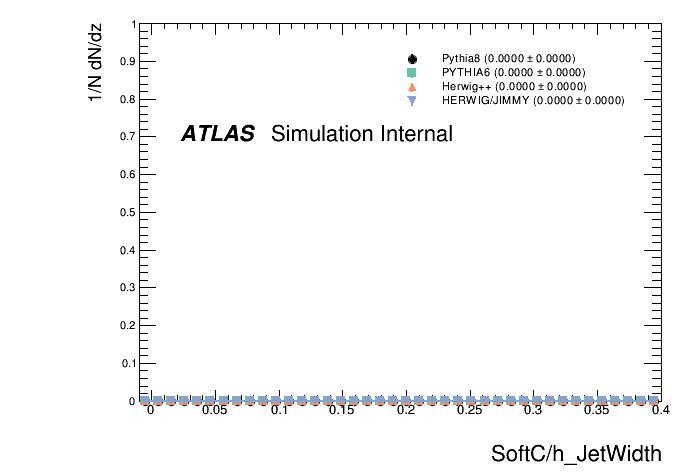 1/N dN/dz
1
0.9
0.8
0.7
0.6
0.5
0.4
0.3
0.2
0.1
0
Pythia8 (0.0000 ± 0.0000)
PYTHIA6 (0.0000 ± 0.0000)
Herwig++ (0.0000 ± 0.0000)
HERWIG/JIMMY (0.0000 ± 0.0000)
ATLAS Simulation Internal
0 0.05 0.1 0.15 0.2 0.25 0.3 0.35 0.4
SoftC/h_JetWidth